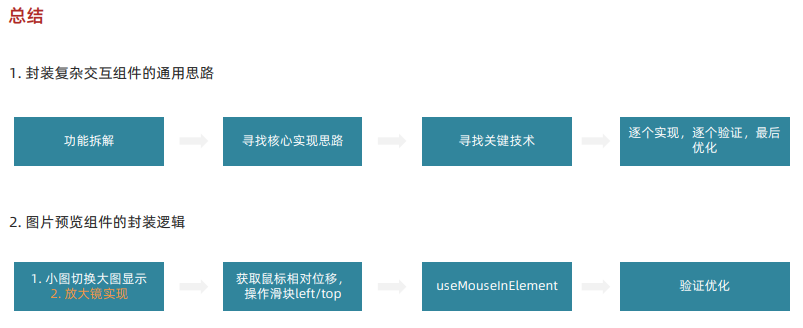 总结
1. 封装复杂交互组件的通用思路
功能拆解
寻找核心实现思路
寻找关键技术
逐个实现，逐个验证，最后
优化
2. 图片预览组件的封装逻辑
1. 小图切换大图显示
2. 放大镜实现
获取鼠标相对位移，
操作滑块left/top
useMouseInElement
验证优化